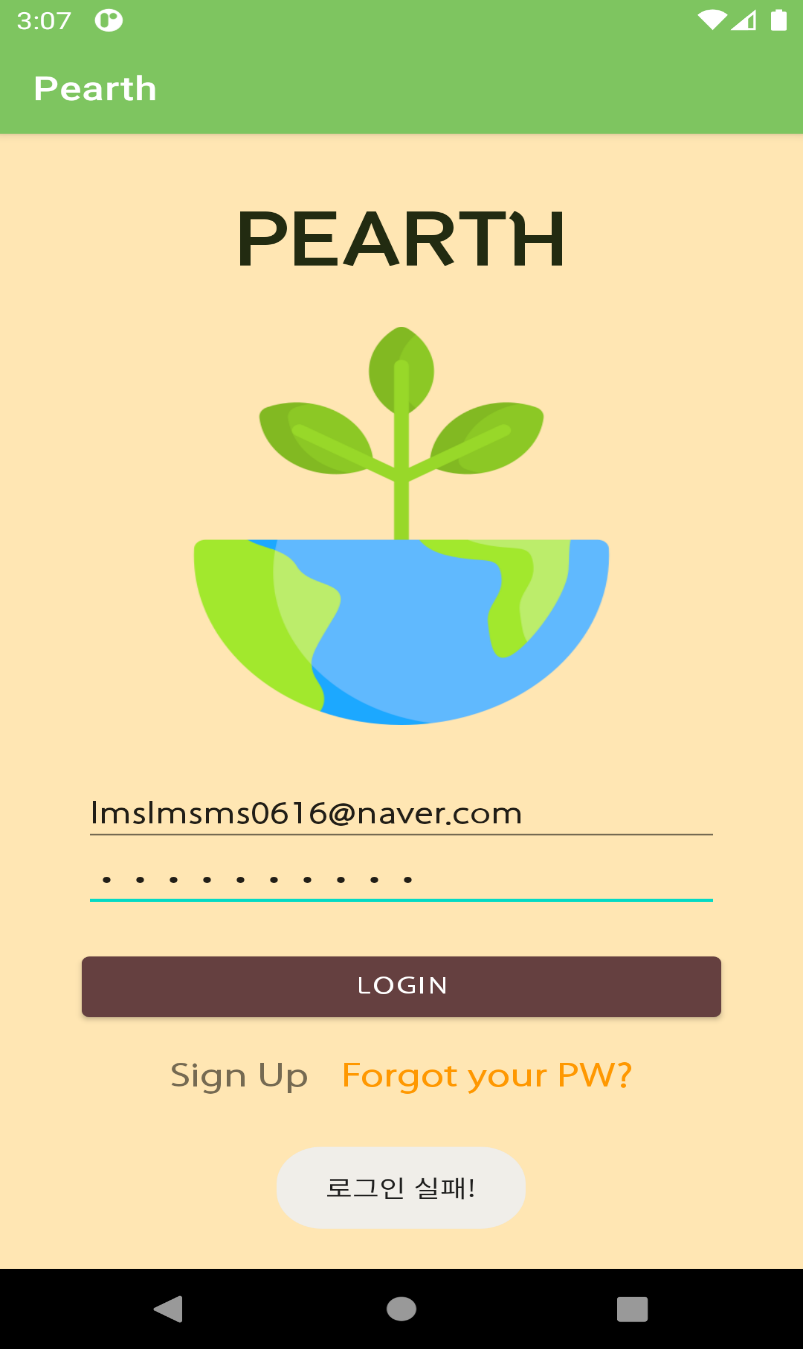 3:07
Pearth
PEARTH
lmslmsms0616@naver.com
• • • • • • • • • •
LOGIN
Sign Up Forgot your PW?
로그인 실패!